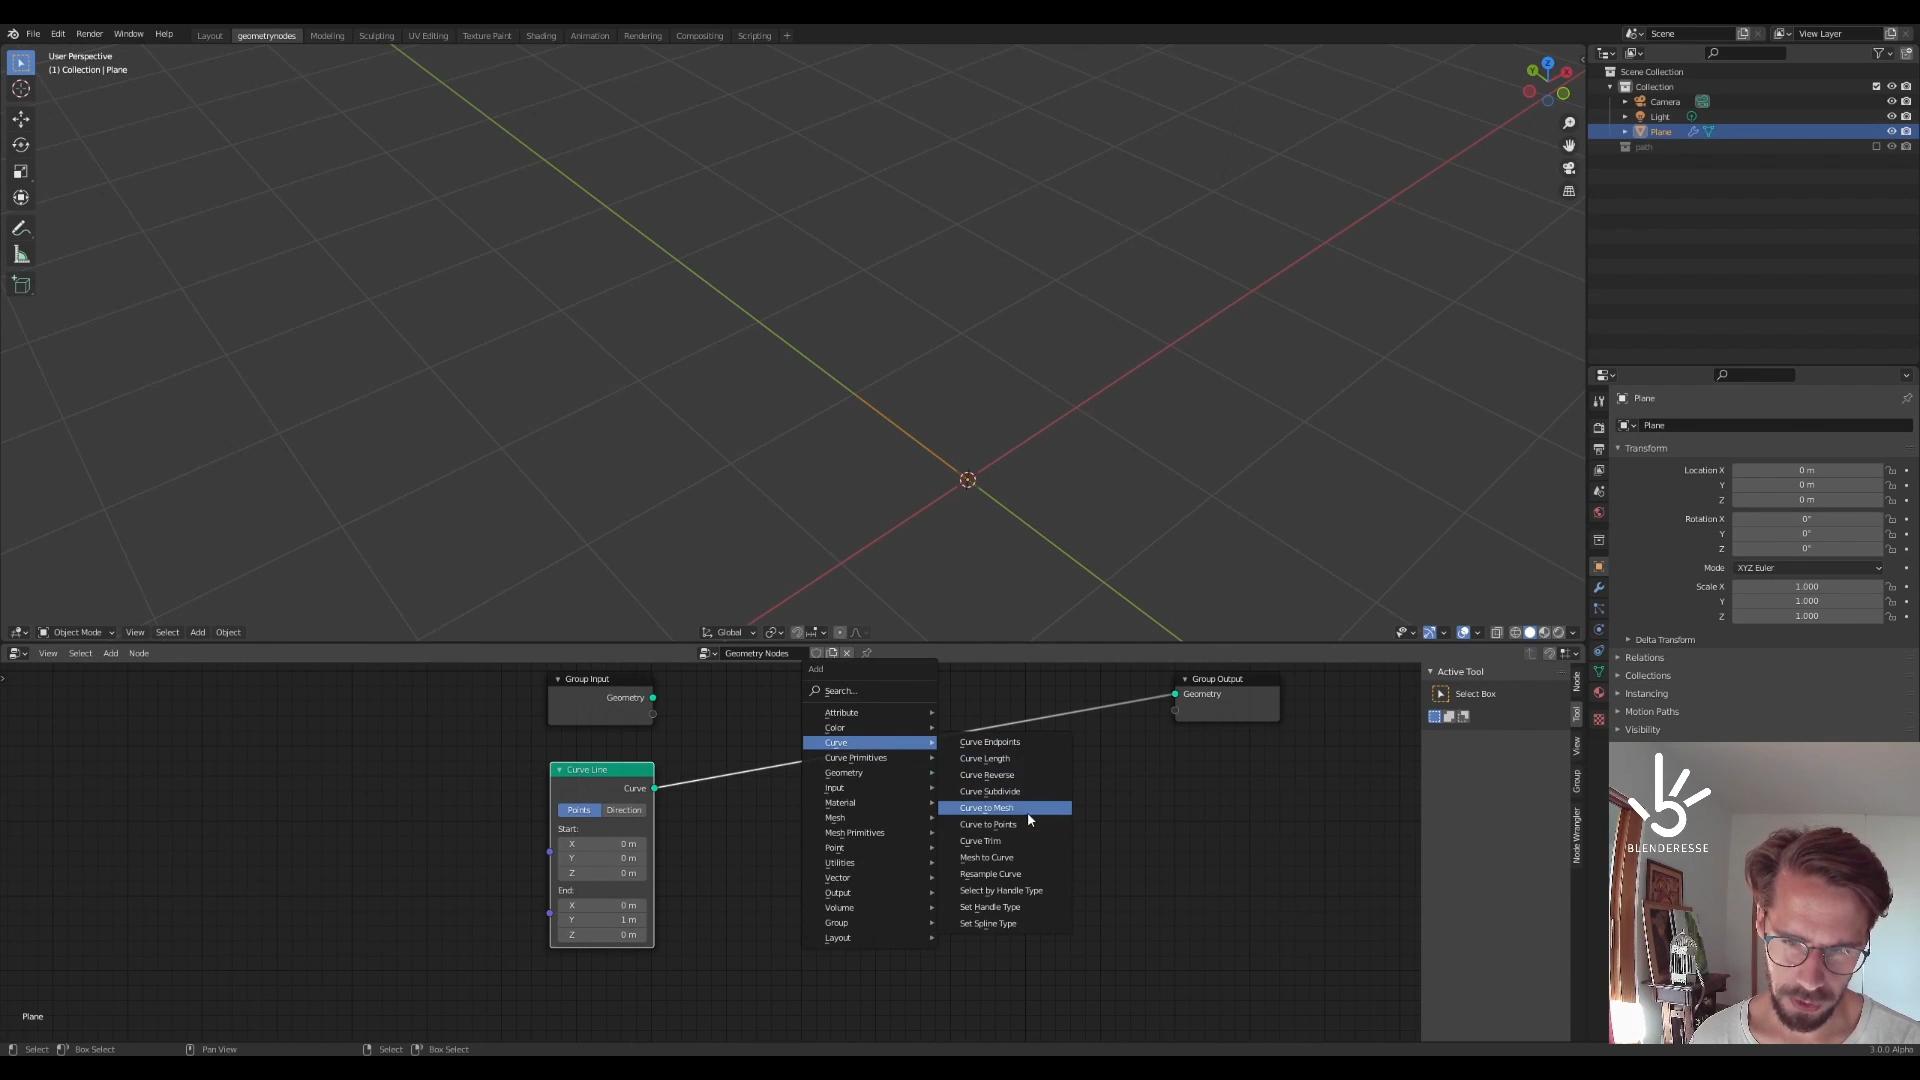 File Edit Render Window Help Layout geometrynodes Modeling Sculpting UV Editing Texture Paint Shading Animation Rendering Compositing Scripting + Scene View Layer
User Perspective
(1) Collection | Plane
Z
Y
X
Scene Collection
Collection
Camera
Light
Plane
path
Plane
Plane
Transform
Location X 0 m
Y 0 m
Z 0 m
Rotation X 0°
Y 0°
Z 0°
Mode XYZ Euler
Scale X 1.000
Y 1.000
Z 1.000
Delta Transform
Relations
Collections
Instancing
Motion Paths
Visibility
Object Mode View Select Add Object Global
View Select Add Node Geometry Nodes
Group Input
Geometry
Curve Line
Curve
Points Direction
Start:
X 0 m
Y 0 m
Z 0 m
End:
X 0 m
Y 1 m
Z 0 m
Add
Search...
Attribute
Color
Curve
Curve Primitives
Geometry
Input
Material
Mesh
Mesh Primitives
Point
Utilities
Vector
Output
Volume
Group
Layout
Curve Endpoints
Curve Length
Curve Reverse
Curve Subdivide
Curve to Mesh
Curve to Points
Curve Trim
Mesh to Curve
Resample Curve
Select by Handle Type
Set Handle Type
Set Spline Type
Group Output
Geometry
Active Tool
Select Box
Node
Tool
View
Group
Node Wrangler
BLENDERESSE
Plane
Select Box Select Pan View Select Box Select 3.0.0 Alpha